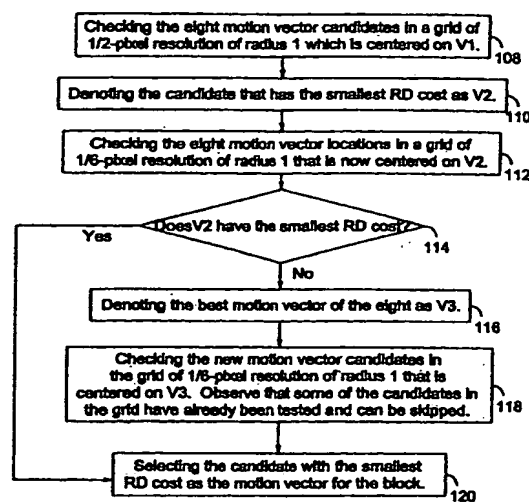 Checking the eight motion vector candidates in a grid of
1/2-pixel resolution of radius 1 which is centered on V1.
108
Denoting the candidate that has the smallest RD cost as V2.
110
Checking the eight motion vector locations in a grid of
1/6-pixel resolution of radius 1 that is now centered on V2.
112
DoesV2 have the smallest RD cost?
114
Yes
No
Denoting the best motion vector of the eight as V3.
116
Checking the new motion vector candidates in
the grid of 1/6-pixel resolution of radius 1 that is
centered on V3. Observe that some of the candidates
in the grid have already been tested and can be skipped.
118
Selecting the candidate with the smallest
RD cost as the motion vector for the block.
120